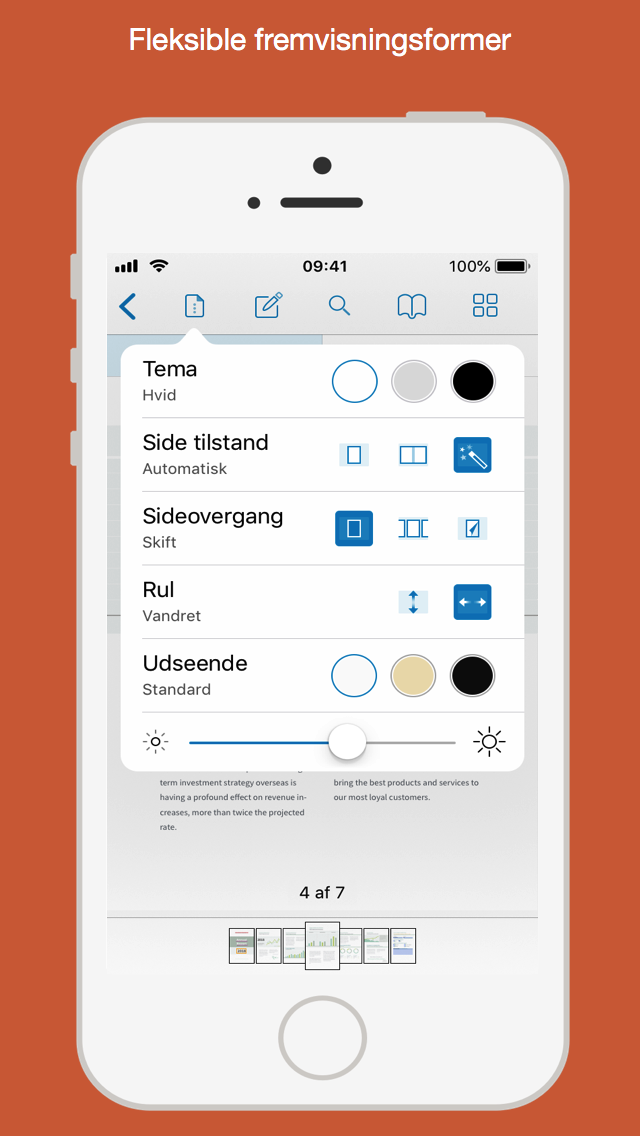 Fleksible fremvisningsformer
09:41
100%
Tema
Hvid
Side tilstand
Automatisk
Sideovergang
Skift
Rul
Vandret
Udseende
Standard
term investment strategy overseas is
having a profound effect on revenue in-
creases, more than twice the projected
rate.
bring the best products and services to
our most loyal customers.
4 af 7